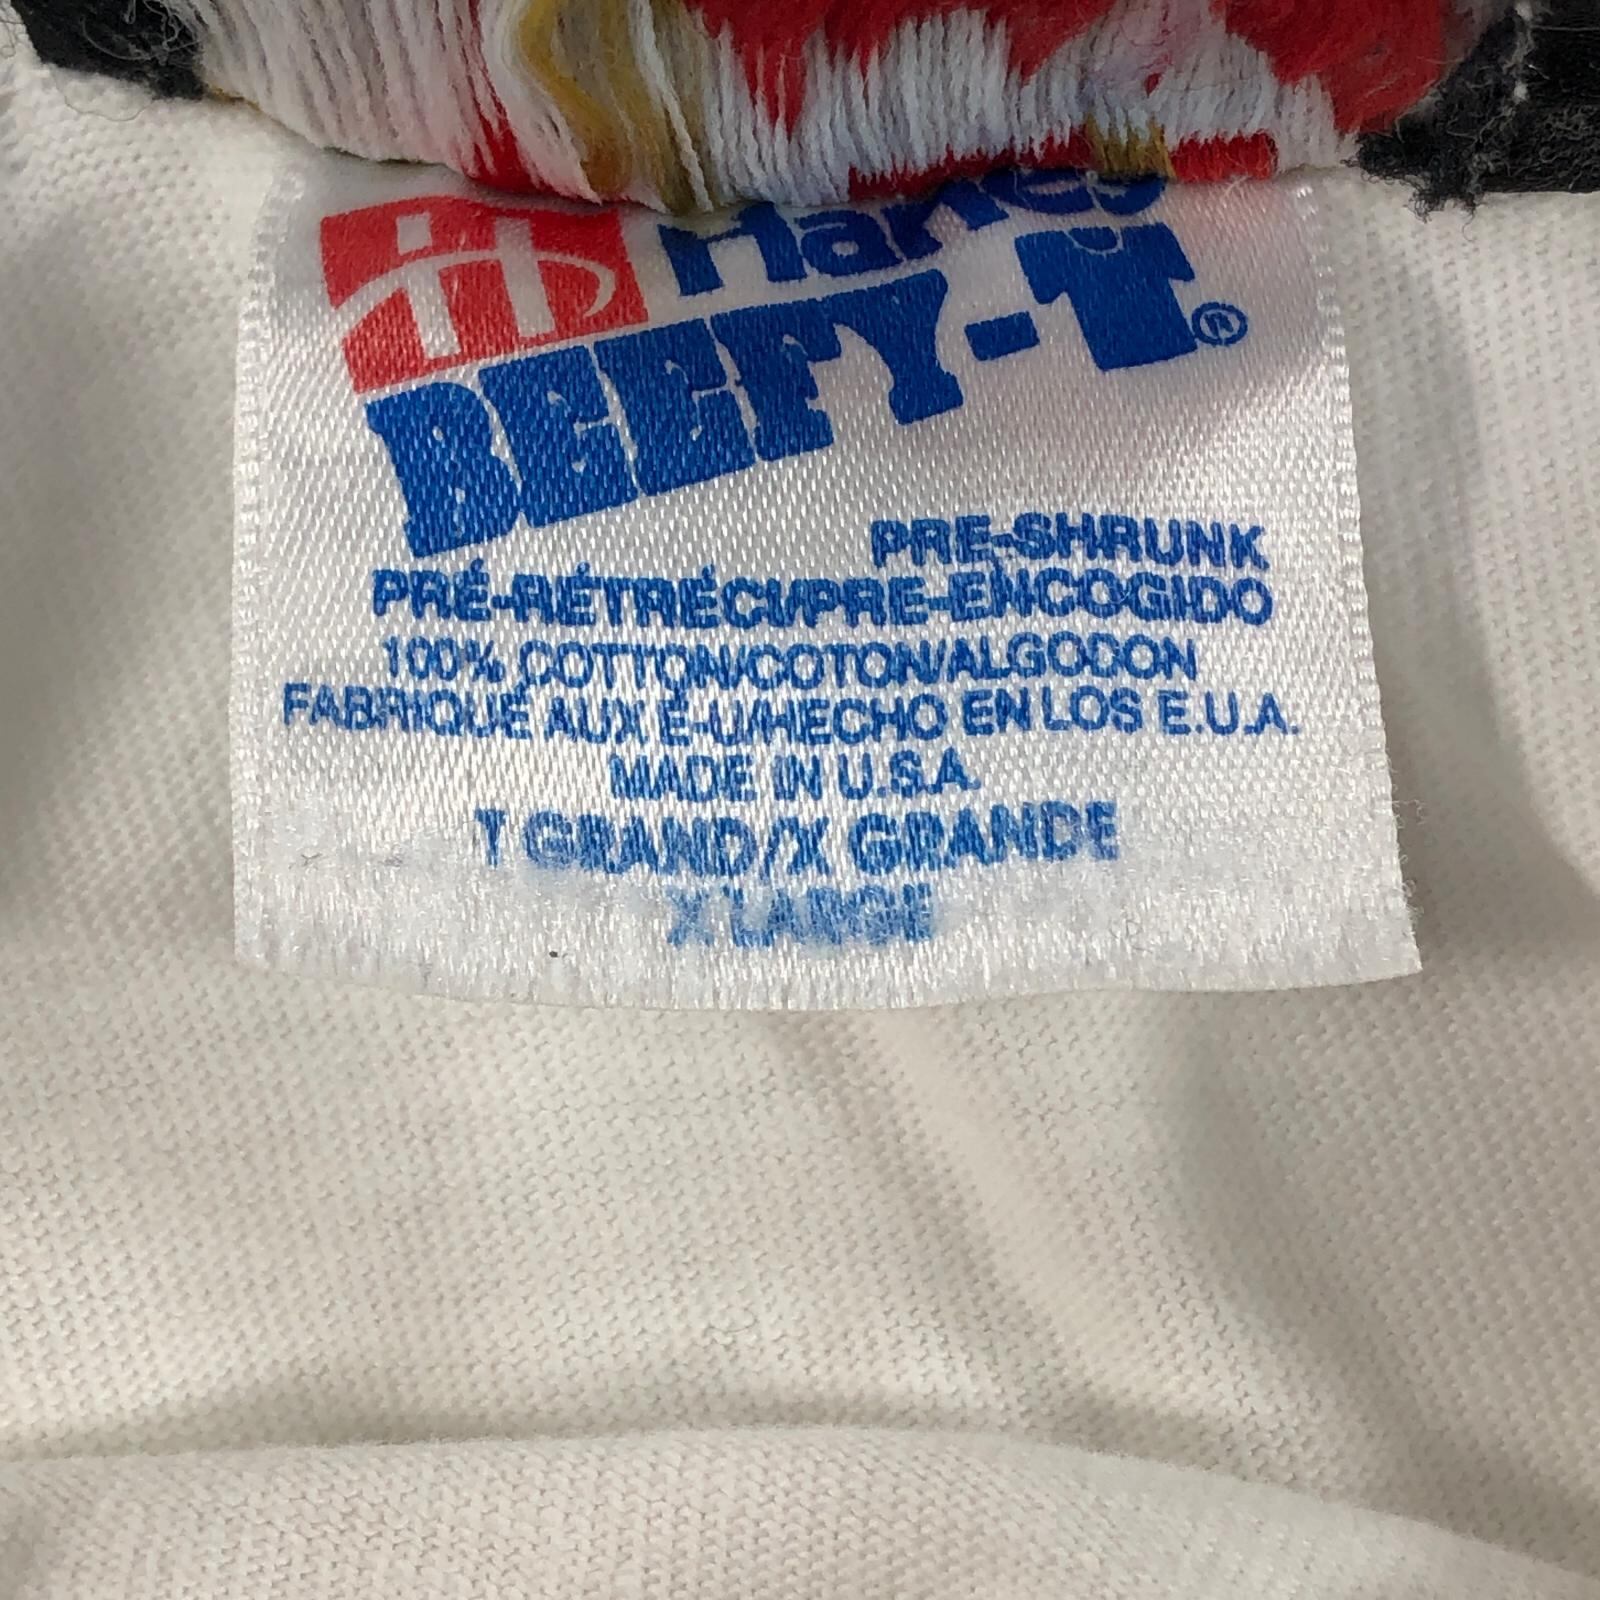 Hanes
BEEFY-T®
PRE-SHRUNK
PRÉ-RÉTRÉCI/PRE-ENCOGIDO
100% COTTON/COTON/ALGODON
FABRIQUÉ AUX É-U/HECHO EN LOS E.U.A.
MADE IN U.S.A.
T GRAND/X GRANDE
X LARGE